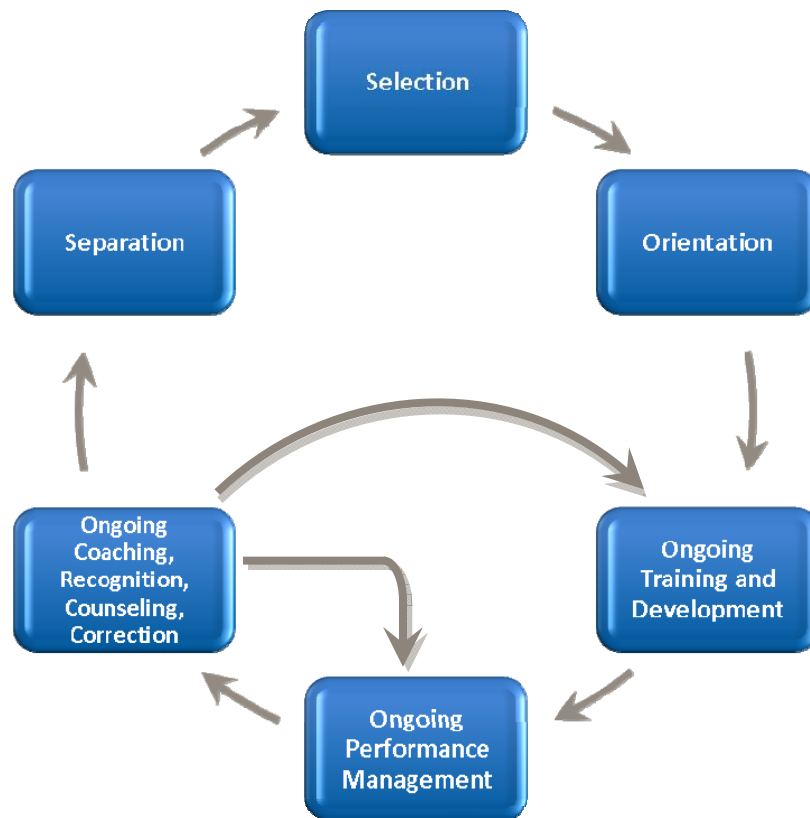 Selection
Separation
Orientation
Ongoing
Coaching,
Recognition,
Counseling,
Correction
Ongoing
Training and
Development
Ongoing
Performance
Management